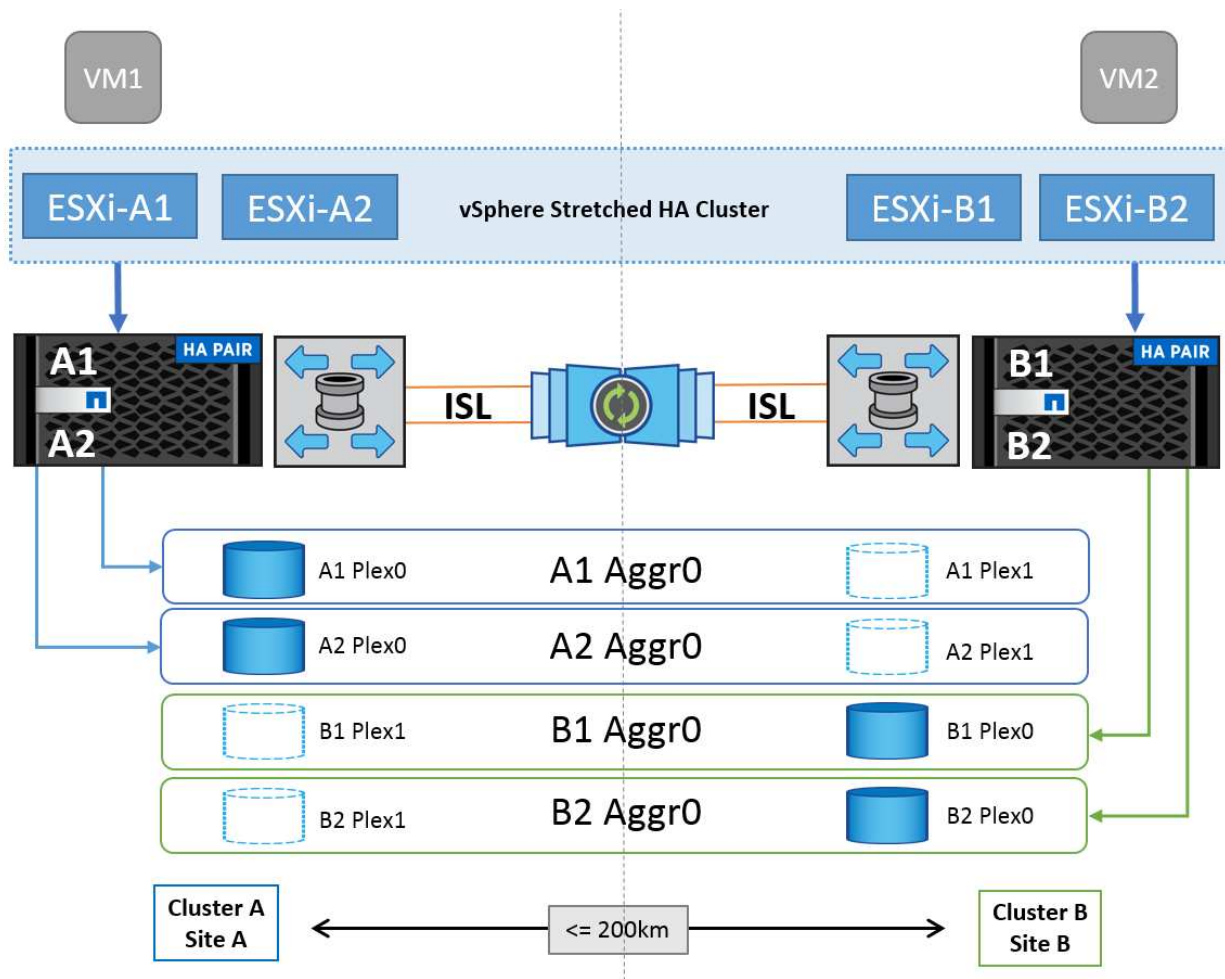 VM1
VM2
ESXi-A1
ESXi-A2
vSphere Stretched HA Cluster
ESXi-B1
ESXi-B2
A1
HA PAIR
A2
ISL
ISL
B1
HA PAIR
B2
A1 Plex0
A1 Aggr0
A1 Plex1
A2 Plex0
A2 Aggr0
A2 Plex1
B1 Plex1
B1 Aggr0
B1 Plex0
B2 Plex1
B2 Aggr0
B2 Plex0
Cluster A
Site A
<= 200km
Cluster B
Site B